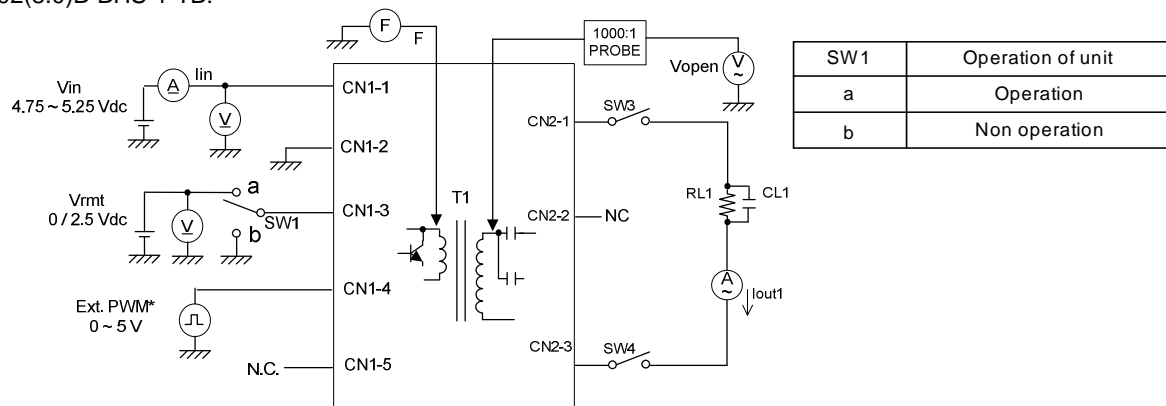 F
F
1000:1
PROBE
Vopen
V
~
SW1
Operation of unit
a
Operation
b
Non operation
Vin
4.75 ~ 5.25 Vdc
A
Iin
V
CN1-1
CN1-2
CN2-1
SW3
Vrmt
0 / 2.5 Vdc
V
a
b
SW1
CN1-3
T1
CN2-2
NC
RL1
CL1
A
~
Iout1
Ext. PWM*
0 ~ 5 V
CN1-4
N.C.
CN1-5
CN2-3
SW4